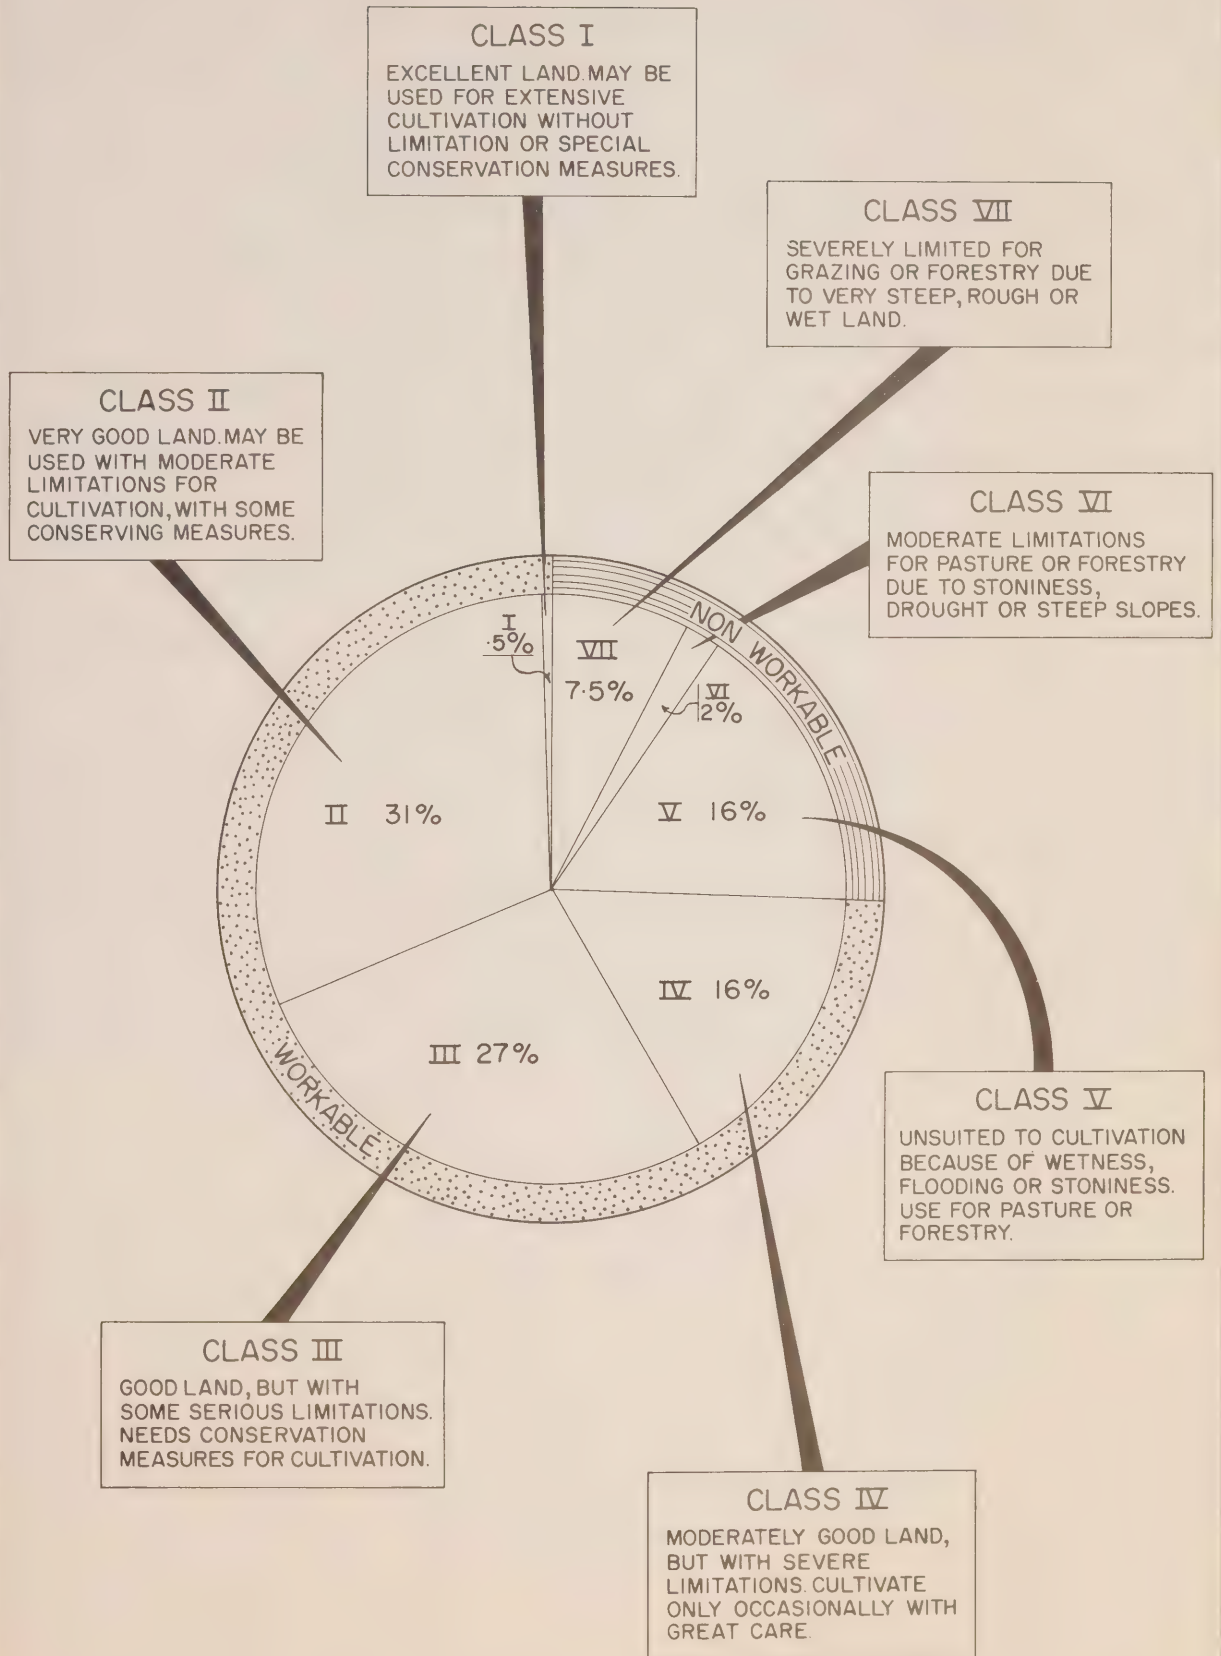 CLASS I
EXCELLENT LAND. MAY BE
USED FOR EXTENSIVE
CULTIVATION WITHOUT
LIMITATION OR SPECIAL
CONSERVATION MEASURES.
CLASS VII
SEVERELY LIMITED FOR
GRAZING OR FORESTRY DUE
TO VERY STEEP, ROUGH OR
WET LAND.
CLASS II
VERY GOOD LAND. MAY BE
USED WITH MODERATE
LIMITATIONS FOR
CULTIVATION, WITH SOME
CONSERVING MEASURES.
CLASS VI
MODERATE LIMITATIONS
FOR PASTURE OR FORESTRY
DUE TO STONINESS,
DROUGHT OR STEEP SLOPES.
NON WORKABLE
I
.5%
VII
7.5%
VI
2%
II 31%
V 16%
IV 16%
III 27%
WORKABLE
CLASS V
UNSUITED TO CULTIVATION
BECAUSE OF WETNESS,
FLOODING OR STONINESS.
USE FOR PASTURE OR
FORESTRY.
CLASS III
GOOD LAND, BUT WITH
SOME SERIOUS LIMITATIONS.
NEEDS CONSERVATION
MEASURES FOR CULTIVATION.
CLASS IV
MODERATELY GOOD LAND,
BUT WITH SEVERE
LIMITATIONS. CULTIVATE
ONLY OCCASIONALLY WITH
GREAT CARE.